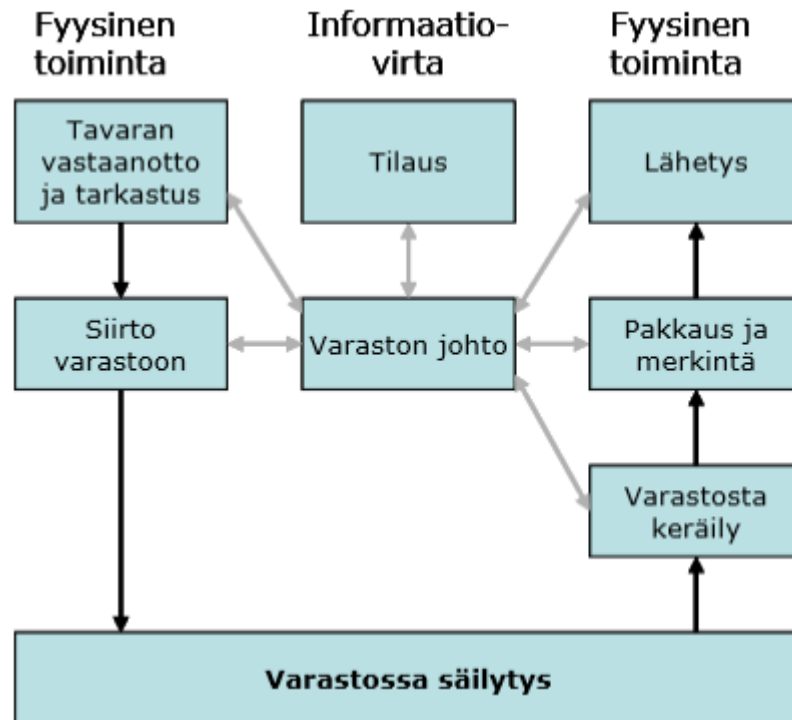 Fyysinen
toiminta
Informaatio-
virta
Fyysinen
toiminta
Tavaran
vastaanotto
ja tarkastus
Tilaus
Lähetys
Siirto
varastoon
Varaston johto
Pakkaus ja
merkintä
Varastosta
keräily
Varastossa säilytys